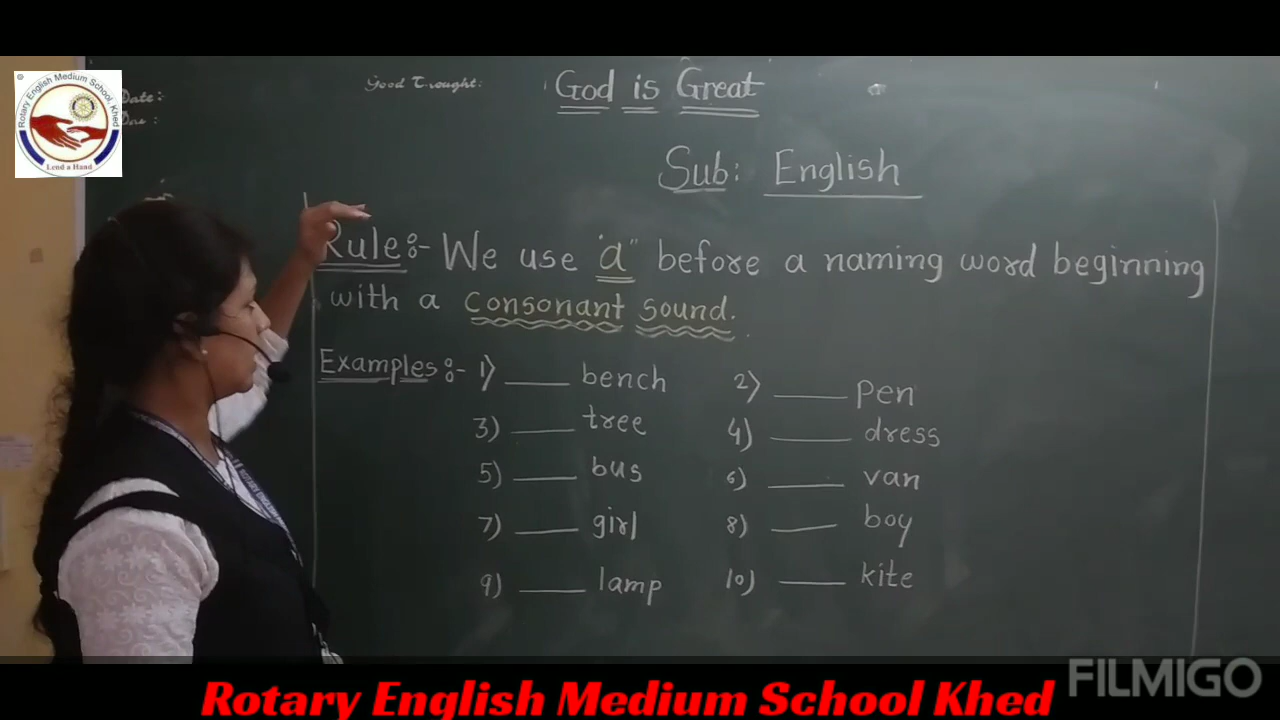 Rotary English Medium School, Khed
Lend a Hand
Date:
Good Thought:
God is Great
Sub: English
Rule:- We use "a" before a naming word beginning
with a consonant sound.
Examples:- 1) ____ bench 2) ____ pen
3) ____ tree 4) ____ dress
5) ____ bus 6) ____ van
7) ____ girl 8) ____ boy
9) ____ lamp 10) ____ kite
ROTARY ENGLISH
Rotary English Medium School Khed
FILMIGO